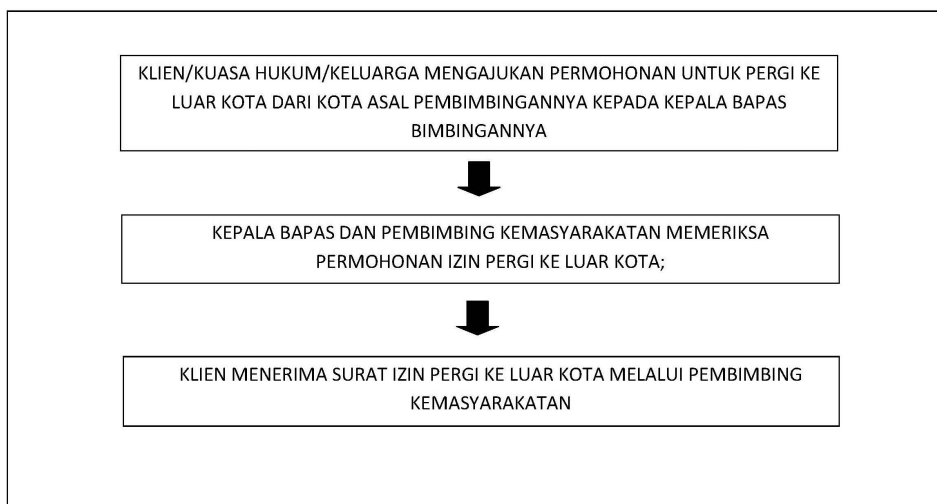 KLIEN/KUASA HUKUM/KELUARGA MENGAJUKAN PERMOHONAN UNTUK PERGI KE
LUAR KOTA DARI KOTA ASAL PEMBIMBINGANNYA KEPADA KEPALA BAPAS
BIMBINGANNYA
KEPALA BAPAS DAN PEMBIMBING KEMASYARAKATAN MEMERIKSA
PERMOHONAN IZIN PERGI KE LUAR KOTA;
KLIEN MENERIMA SURAT IZIN PERGI KE LUAR KOTA MELALUI PEMBIMBING
KEMASYARAKATAN